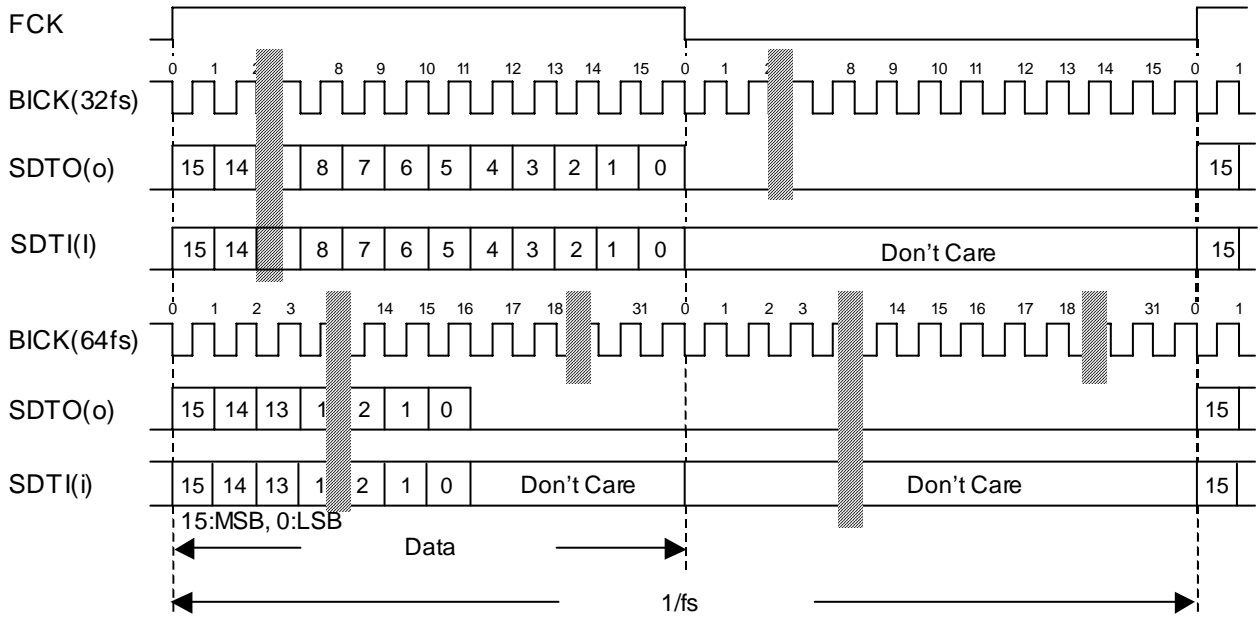 FCK
0 1 2 8 9 10 11 12 13 14 15 0 1 2 8 9 10 11 12 13 14 15 0 1
BICK(32fs)
SDTO(o) 15 14 8 7 6 5 4 3 2 1 0 15
SDTI(I) 15 14 8 7 6 5 4 3 2 1 0 Don't Care 15
0 1 2 3 14 15 16 17 18 31 0 1 2 3 14 15 16 17 18 31 0 1
BICK(64fs)
SDTO(o) 15 14 13 1 2 1 0 15
SDTI(i) 15 14 13 1 2 1 0 Don't Care Don't Care 15
15:MSB, 0:LSB
Data
1/fs